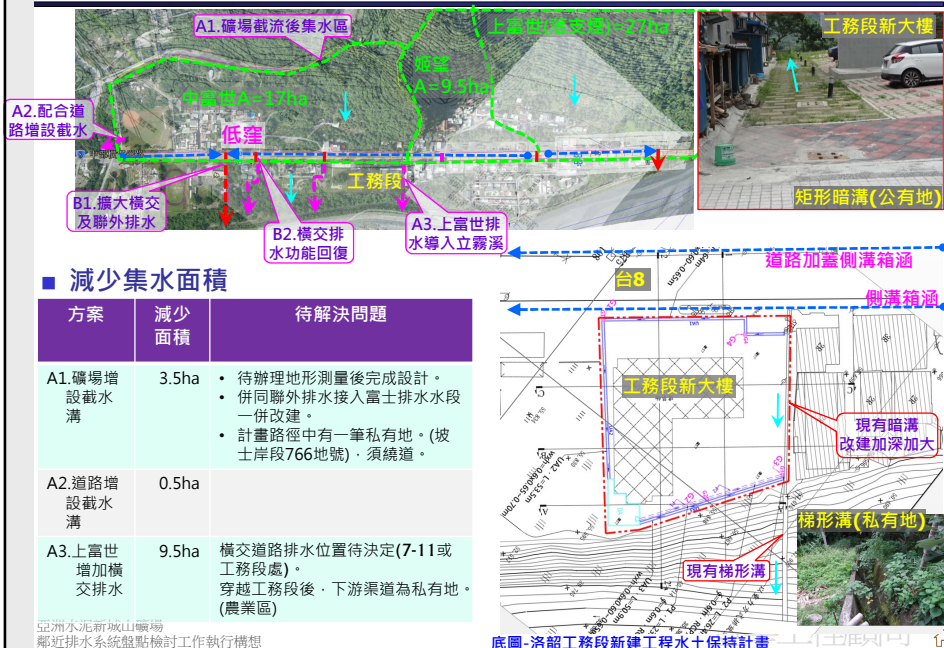 A1.礦場截流後集水區
上富世(洛支煙)=27ha
姬望
A=9.5ha
中富世A=17ha
A2.配合道
路增設截水
低窪
工務段
B1.擴大橫交
及聯外排水
B2.橫交排
水功能回復
A3.上富世排
水導入立霧溪
工務段新大樓
矩形暗溝(公有地)
■ 減少集水面積
方案
減少
面積
待解決問題
A1.礦場增
設截水
溝
3.5ha
• 待辦理地形測量後完成設計。
• 併同聯外排水接入富士排水水段
一併改建。
• 計畫路徑中有一筆私有地。(坡
士岸段766地號)，須繞道。
A2.道路增
設截水
溝
0.5ha
A3.上富世
增加橫
交排水
9.5ha
橫交道路排水位置待決定(7-11或
工務段處)。
穿越工務段後，下游渠道為私有地。
(農業區)
道路加蓋側溝箱涵
台8
側溝箱涵
工務段新大樓
現有暗溝
改建加深加大
梯形溝(私有地)
現有梯形溝
底圖-洛韶工務段新建工程水土保持計畫
亞洲水泥新城山礦場
鄰近排水系統盤點檢討工作執行構想